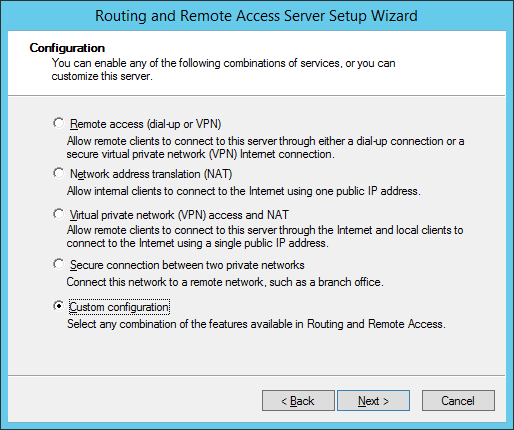 Routing and Remote Access Server Setup Wizard
Configuration
You can enable any of the following combinations of services, or you can
customize this server.
Remote access (dial-up or VPN)
Allow remote clients to connect to this server through either a dial-up connection or a
secure virtual private network (VPN) Internet connection.
Network address translation (NAT)
Allow internal clients to connect to the Internet using one public IP address.
Virtual private network (VPN) access and NAT
Allow remote clients to connect to this server through the Internet and local clients to
connect to the Internet using a single public IP address.
Secure connection between two private networks
Connect this network to a remote network, such as a branch office.
Custom configuration
Select any combination of the features available in Routing and Remote Access.
< Back
Next >
Cancel